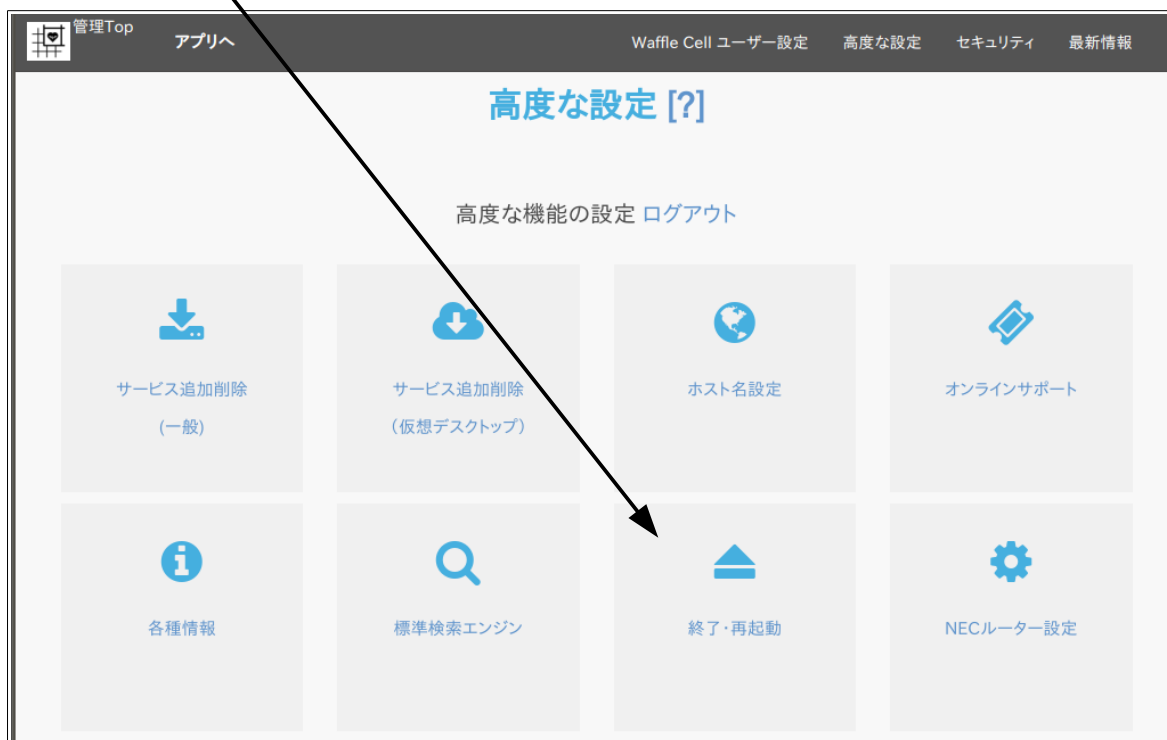 管理Top
アプリへ
Waffle Cell ユーザー設定
高度な設定
セキュリティ
最新情報
高度な設定 [?]
高度な機能の設定 ログアウト
サービス追加削除
(一般)
サービス追加削除
（仮想デスクトップ）
ホスト名設定
オンラインサポート
各種情報
標準検索エンジン
終了・再起動
NECルーター設定